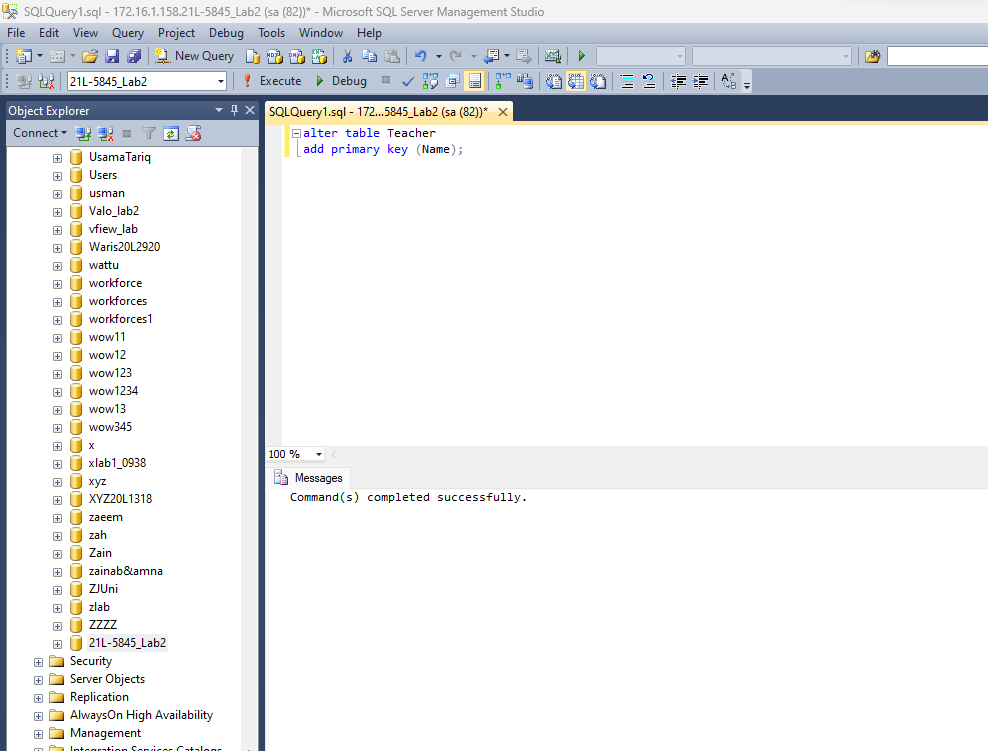 SQLQuery1.sql - 172.16.1.158.21L-5845_Lab2 (sa (82))* - Microsoft SQL Server Management Studio
File Edit View Query Project Debug Tools Window Help
New Query
21L-5845_Lab2 Execute Debug
Object Explorer
Connect
UsamaTariq
Users
usman
Valo_lab2
vfiew_lab
Waris20L2920
wattu
workforce
workforces
workforces1
wow11
wow12
wow123
wow1234
wow13
wow345
x
xlab1_0938
xyz
XYZ20L1318
zaeem
zah
Zain
zainab&amna
ZJUni
zlab
ZZZZ
21L-5845_Lab2
Security
Server Objects
Replication
AlwaysOn High Availability
Management
Integration Services Catalogs
SQLQuery1.sql - 172...5845_Lab2 (sa (82))*
alter table Teacher
add primary key (Name);
100 %
Messages
Command(s) completed successfully.